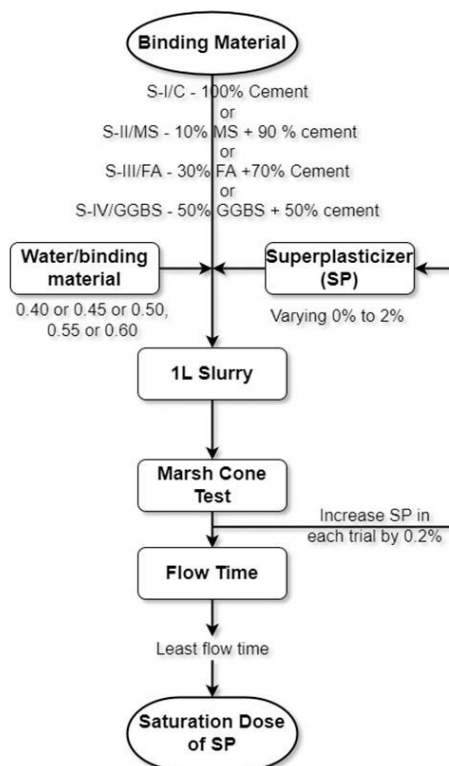 Binding Material
S-I/C - 100% Cement
or
S-II/MS - 10% MS + 90 % cement
or
S-III/FA - 30% FA +70% Cement
or
S-IV/GGBS - 50% GGBS + 50% cement
Water/binding
material
0.40 or 0.45 or 0.50,
0.55 or 0.60
Superplasticizer
(SP)
Varying 0% to 2%
1L Slurry
Marsh Cone
Test
Increase SP in
each trial by 0.2%
Flow Time
Least flow time
Saturation Dose
of SP